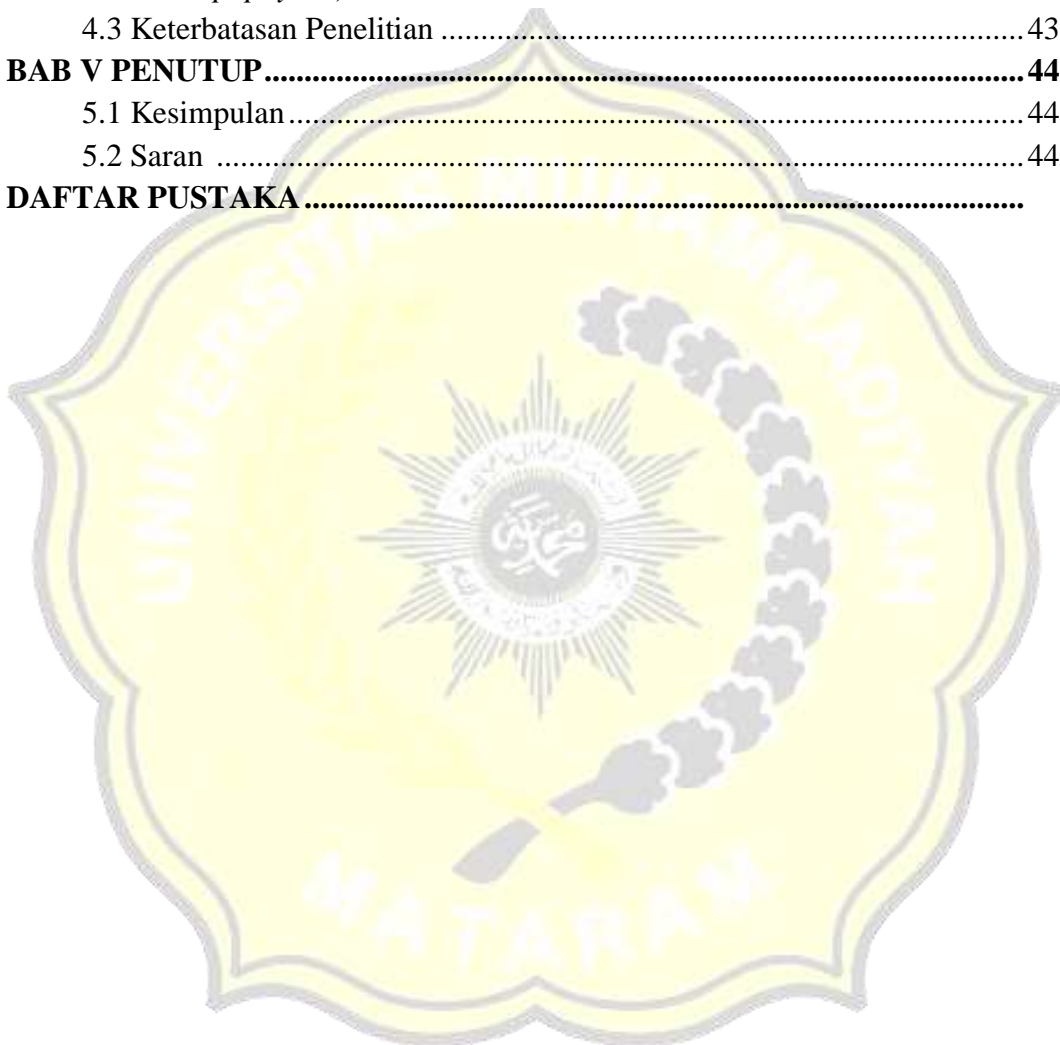 4.3 Keterbatasan Penelitian ........................................................................... 43
BAB V PENUTUP .................................................................................................. 44
5.1 Kesimpulan .............................................................................................. 44
5.2 Saran ....................................................................................................... 44
DAFTAR PUSTAKA .............................................................................................
UNIVERSITAS MUHAMMADIYAH
MATARAM